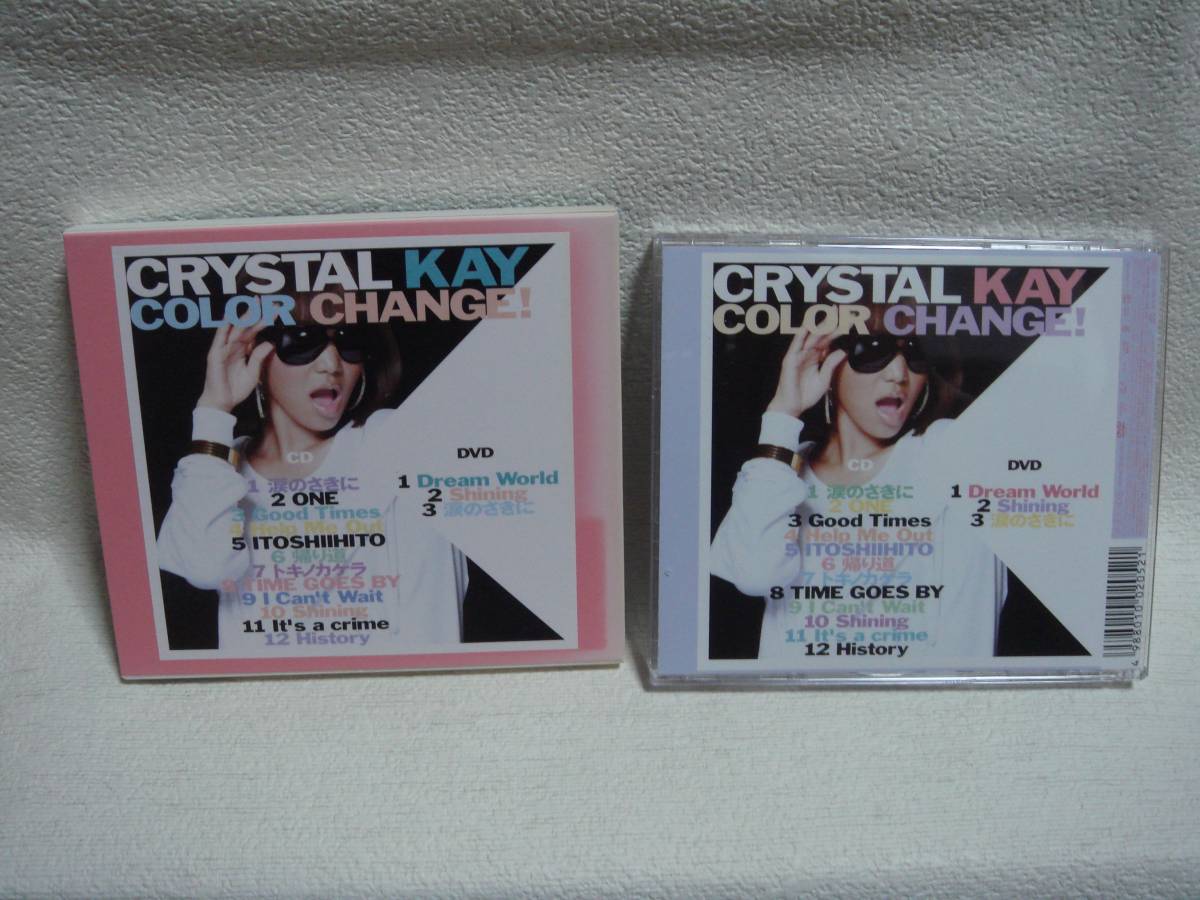 CRYSTAL KAY
COLOR CHANGE!
CD
1 涙のさきに
2 ONE
3 Good Times
4 Help Me Out
5 ITOSHIIHITO
6 帰り道
7 トキノカゲラ
8 TIME GOES BY
9 I Can't Wait
10 Shining
11 It's a crime
12 History
DVD
1 Dream World
2 Shining
3 涙のさきに
CRYSTAL KAY
COLOR CHANGE!
CD
1 涙のさきに
2 ONE
3 Good Times
4 Help Me Out
5 ITOSHIIHITO
6 帰り道
7 トキノカゲラ
8 TIME GOES BY
9 I Can't Wait
10 Shining
11 It's a crime
12 History
DVD
1 Dream World
2 Shining
3 涙のさきに
4 988010 020521